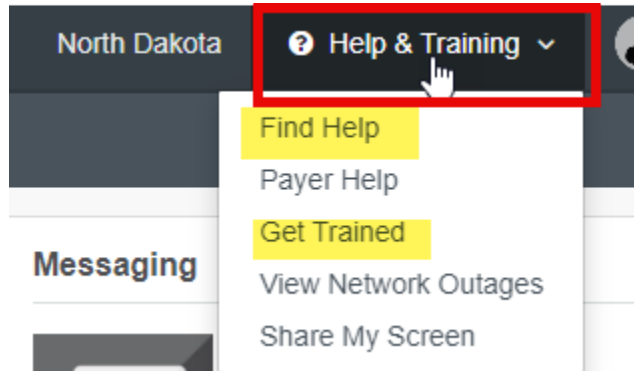 North Dakota
Help & Training
Find Help
Payer Help
Get Trained
Messaging
View Network Outages
Share My Screen